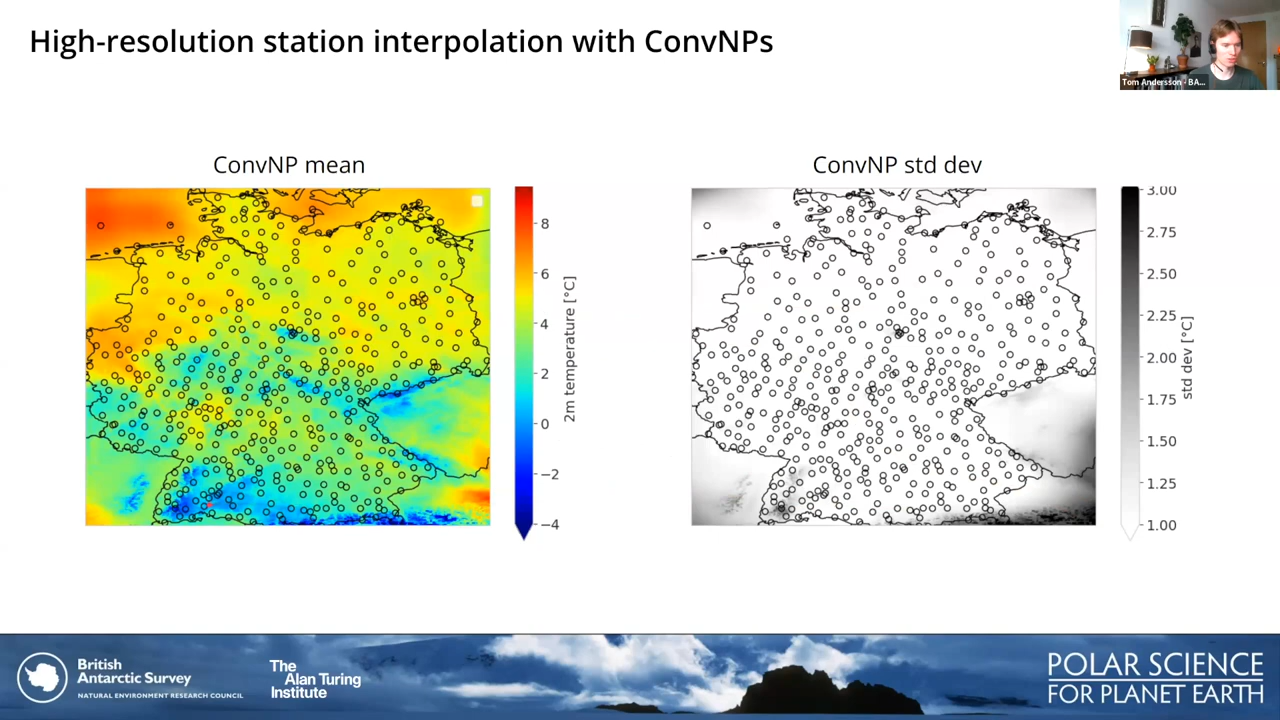 High-resolution station interpolation with ConvNPs
Tom Andersson - BA...
ConvNP mean
8
6
4
2
0
−2
−4
2m temperature [°C]
ConvNP std dev
3.00
2.75
2.50
2.25
2.00
1.75
1.50
1.25
1.00
std dev [°C]
British
Antarctic Survey
NATURAL ENVIRONMENT RESEARCH COUNCIL
The
Alan Turing
Institute
POLAR SCIENCE
FOR PLANET EARTH